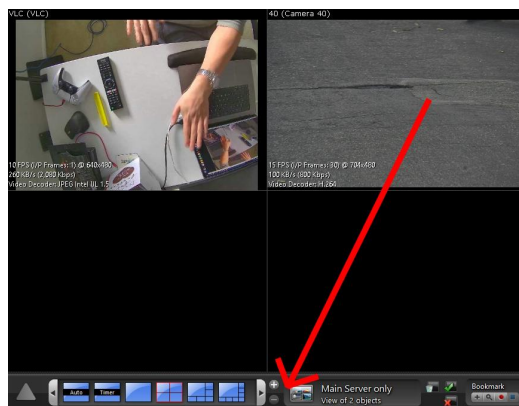 VLC (VLC)
40 (Camera 40)
10 FPS (I/P Frames: 1) @ 640x480
260 KB/s (2,080 Kbps)
Video Decoder: JPEG Intel IJL 1.5
15 FPS (I/P Frames: 30) @ 704x480
100 KB/s (800 Kbps)
Video Decoder: H.264
Auto
Timer
Main Server only
View of 2 objects
Bookmark